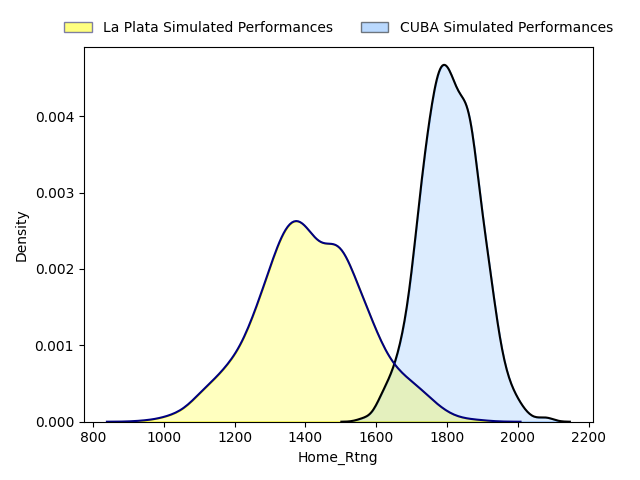 La Plata Simulated Performances CUBA Simulated Performances
0.004
0.003
0.002
0.001
0.000
Density
800 1000 1200 1400 1600 1800 2000 2200
Home_Rtng